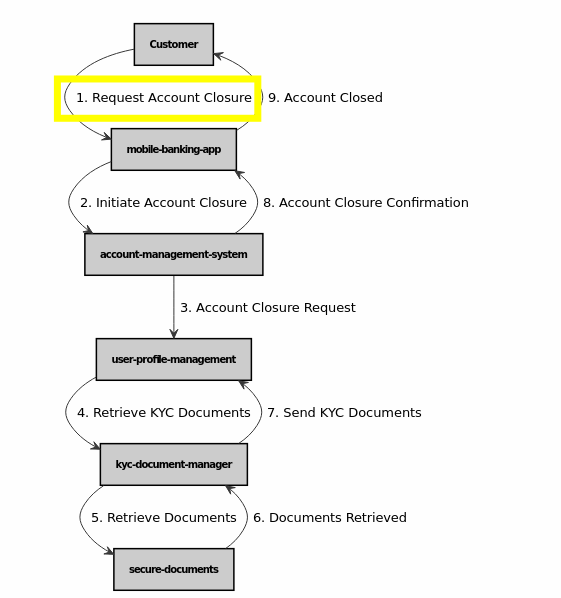 Customer
1. Request Account Closure
9. Account Closed
mobile-banking-app
2. Initiate Account Closure
8. Account Closure Confirmation
account-management-system
3. Account Closure Request
user-profile-management
4. Retrieve KYC Documents
7. Send KYC Documents
kyc-document-manager
5. Retrieve Documents
6. Documents Retrieved
secure-documents